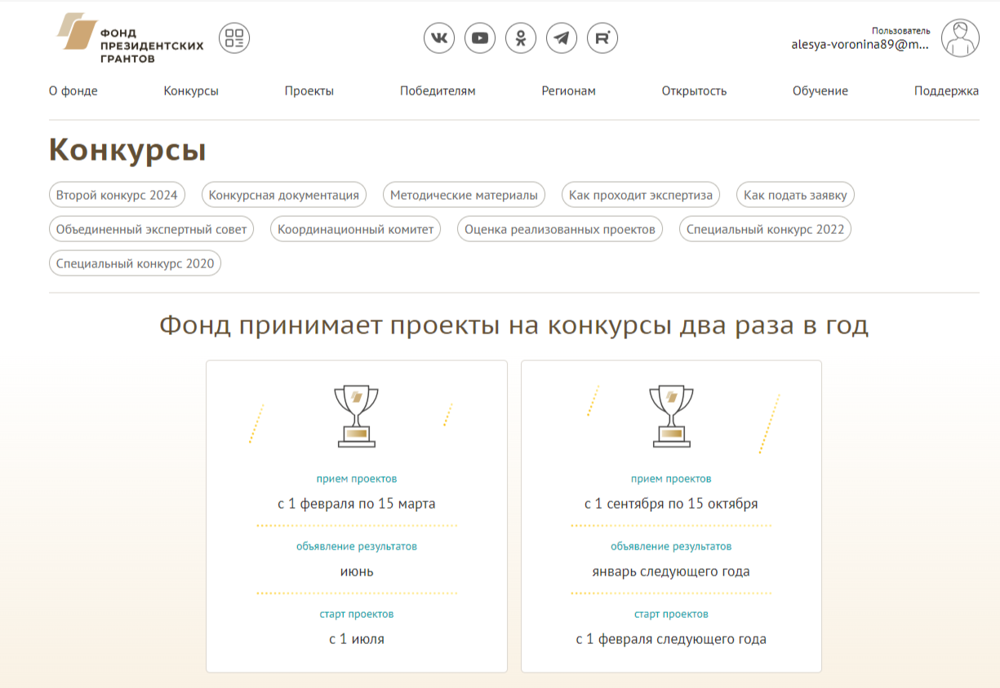 ФОНД
ПРЕЗИДЕНТСКИХ
ГРАНТОВ
Пользователь
alesya-voronina89@m...
О фонде Конкурсы Проекты Победителям Регионам Открытость Обучение Поддержка
Конкурсы
Второй конкурс 2024 Конкурсная документация Методические материалы Как проходит экспертиза Как подать заявку
Объединенный экспертный совет Координационный комитет Оценка реализованных проектов Специальный конкурс 2022
Специальный конкурс 2020
Фонд принимает проекты на конкурсы два раза в год
прием проектов
с 1 февраля по 15 марта
объявление результатов
июнь
старт проектов
с 1 июля
прием проектов
с 1 сентября по 15 октября
объявление результатов
январь следующего года
старт проектов
с 1 февраля следующего года